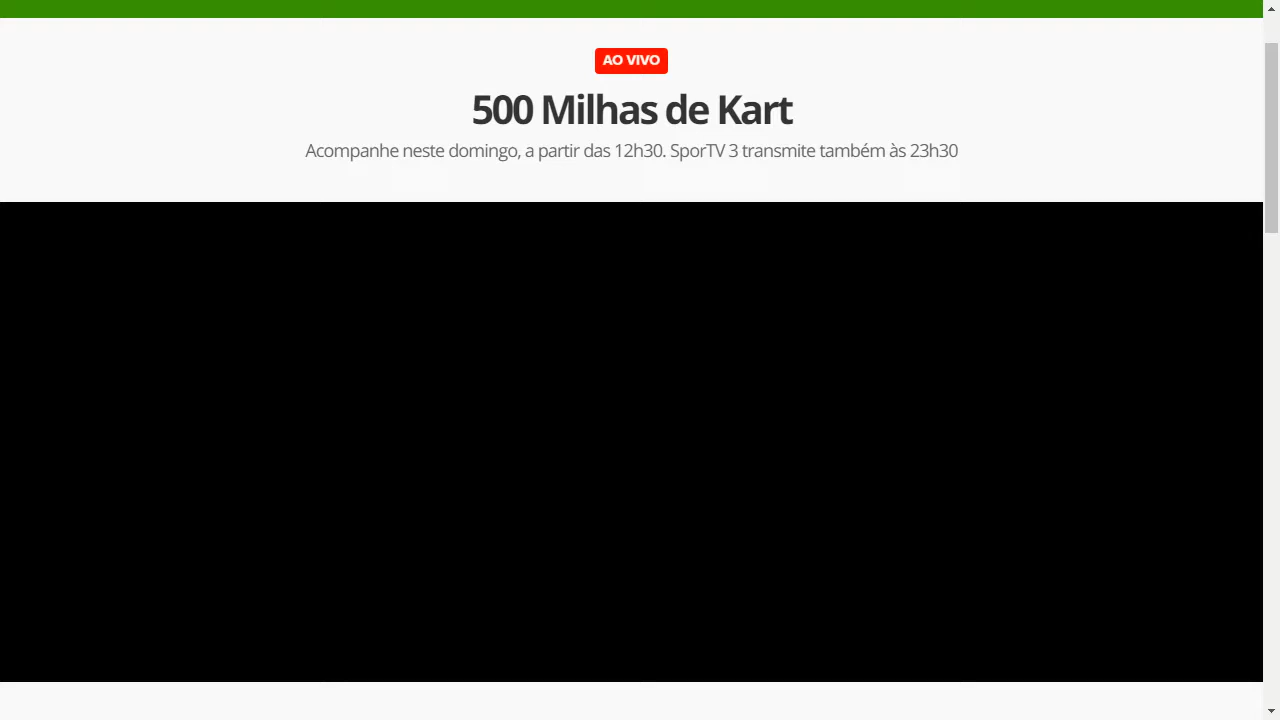 AO VIVO
500 Milhas de Kart
Acompanhe neste domingo, a partir das 12h30. SporTV 3 transmite também às 23h30